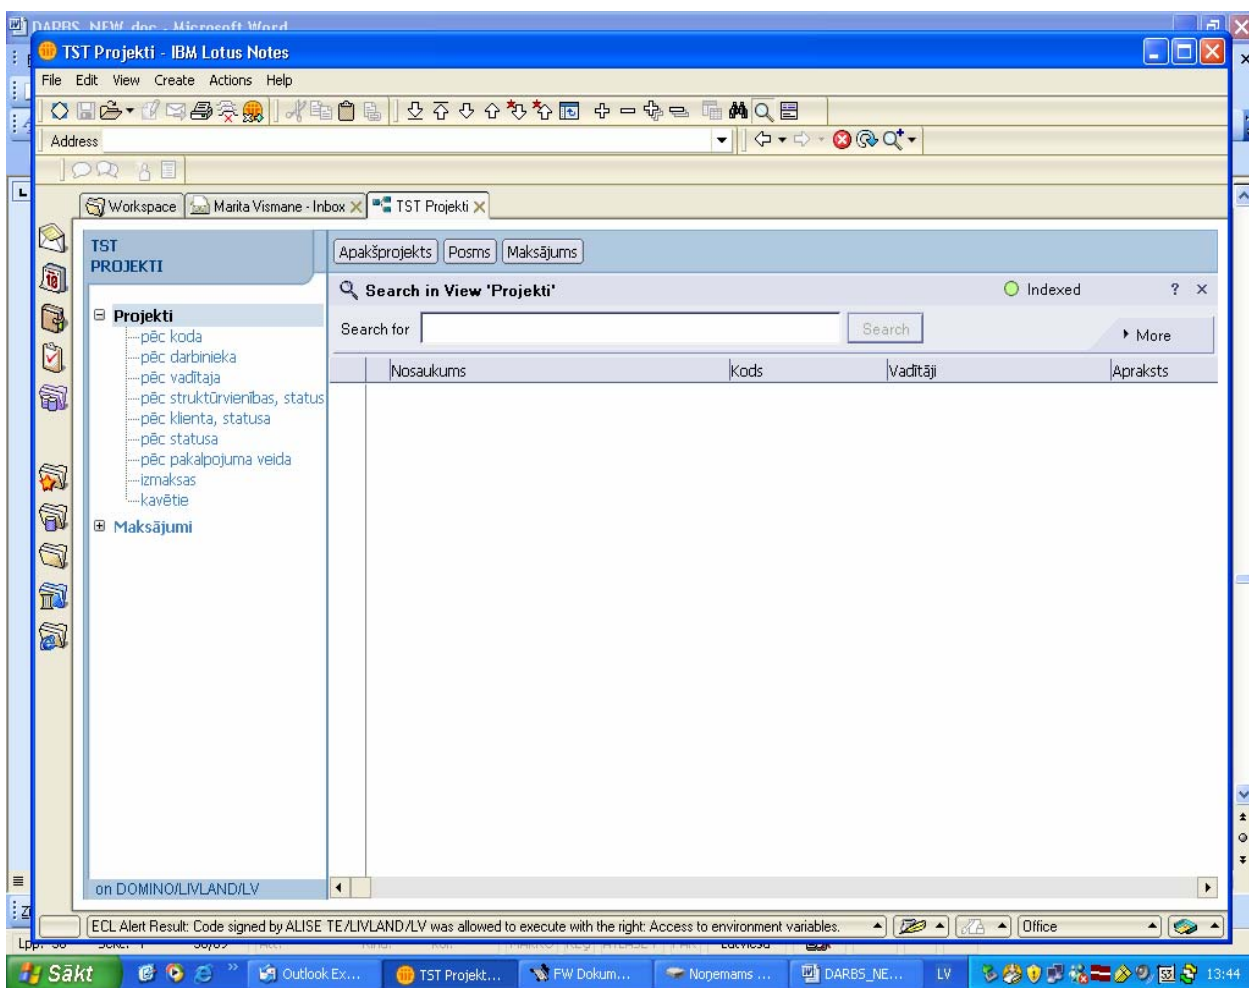 DARBS_NEW.doc - Microsoft Word
TST Projekti - IBM Lotus Notes
File Edit View Create Actions Help
Address
Workspace Marita Vismane - Inbox TST Projekti
TST
PROJEKTI
Apakšprojekts Posms Maksājums
Search in View 'Projekti' Indexed ? ×
Search for Search More
Nosaukums Kods Vadītāji Apraksts
Projekti
pēc koda
pēc darbinieka
pēc vadītaja
pēc struktūrvienības, status
pēc klienta, statusa
pēc statusa
pēc pakalpojuma veida
izmaksas
kavētie
Maksājumi
on DOMINO/LIVLAND/LV
ECL Alert Result: Code signed by ALISE TE/LIVLAND/LV was allowed to execute with the right: Access to environment variables. Office
Sākt Outlook Ex... TST Projekt... FW Dokum... Noņemams ... DARBS_NE... LV 13:44